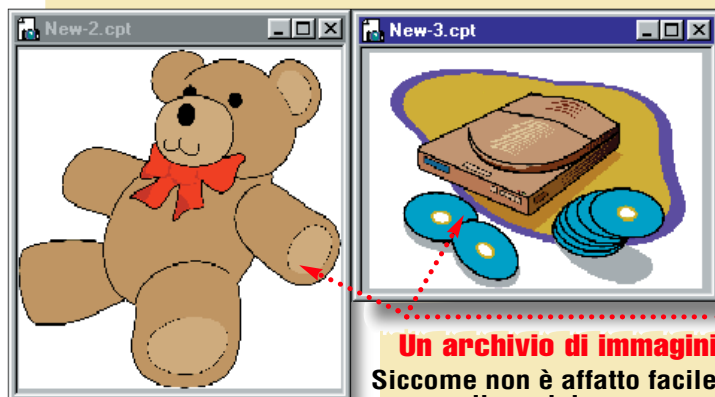 New-2.cpt
New-3.cpt
Un archivio di immagini
Siccome non è affatto facile